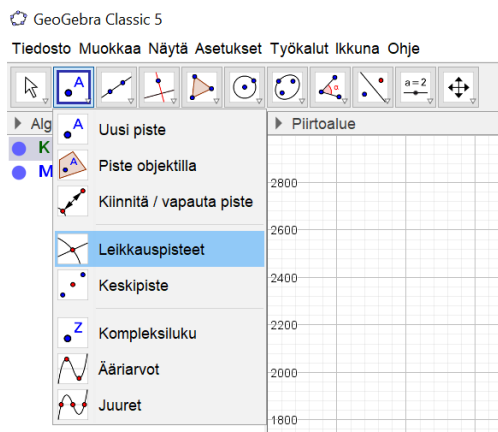 GeoGebra Classic 5
Tiedosto Muokkaa Näytä Asetukset Työkalut Ikkuna Ohje
A
α
a=2
Alg
Piirtoalue
K
M
A Uusi piste
A Piste objektilla
Kiinnitä / vapauta piste
Leikkauspisteet
Keskipiste
Z Kompleksiluku
Ääriarvot
Juuret
2800
2600
2400
2200
2000
1800